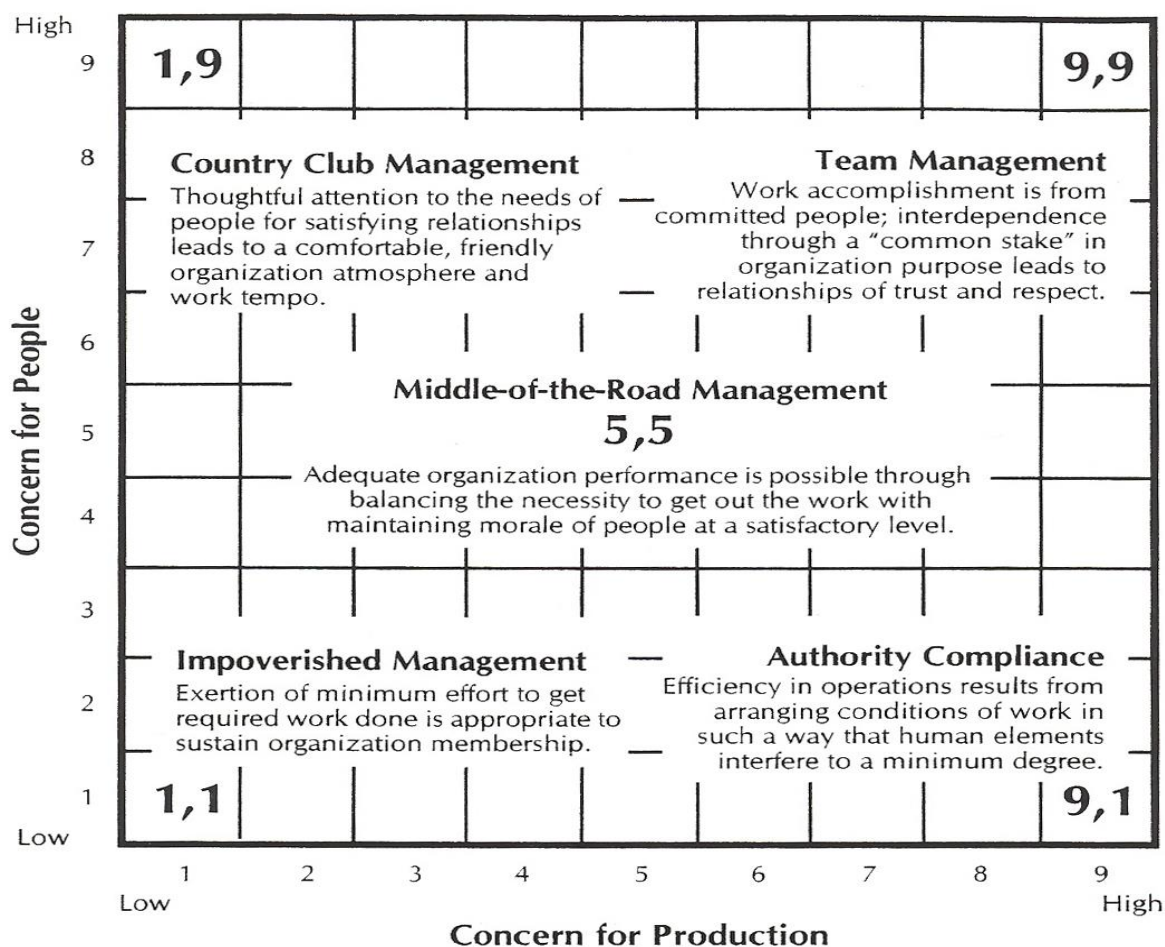 High
9
1,9
9,9
8
Country Club Management
Thoughtful attention to the needs of
people for satisfying relationships
leads to a comfortable, friendly
organization atmosphere and
work tempo.
Team Management
Work accomplishment is from
committed people; interdependence
through a “common stake” in
organization purpose leads to
relationships of trust and respect.
7
6
Concern for People
Middle-of-the-Road Management
5,5
Adequate organization performance is possible through
balancing the necessity to get out the work with
maintaining morale of people at a satisfactory level.
5
4
3
Impoverished Management
Exertion of minimum effort to get
required work done is appropriate to
sustain organization membership.
Authority Compliance
Efficiency in operations results from
arranging conditions of work in
such a way that human elements
interfere to a minimum degree.
2
1
1,1
9,1
Low
1 2 3 4 5 6 7 8 9
Low
High
Concern for Production